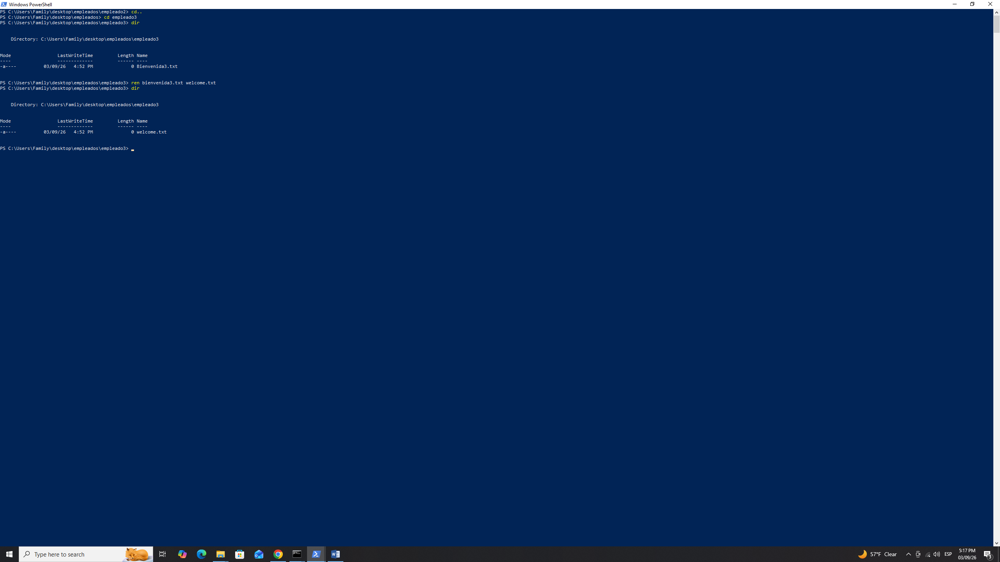 Windows PowerShell
PS C:\Users\Family\desktop\empleados\empleado2> cd..
PS C:\Users\Family\desktop\empleados> cd empleado3
PS C:\Users\Family\desktop\empleados\empleado3> dir
Directory: C:\Users\Family\desktop\empleados\empleado3
Mode                 LastWriteTime         Length Name
----                 -------------         ------ ----
-a----          03/09/26   4:52 PM              0 Bienvenida3.txt
PS C:\Users\Family\desktop\empleados\empleado3> ren bienvenida3.txt welcome.txt
PS C:\Users\Family\desktop\empleados\empleado3> dir
Directory: C:\Users\Family\desktop\empleados\empleado3
Mode                 LastWriteTime         Length Name
----                 -------------         ------ ----
-a----          03/09/26   4:52 PM              0 welcome.txt
PS C:\Users\Family\desktop\empleados\empleado3>
Type here to search
57°F Clear
ESP
5:17 PM
03/09/26
3